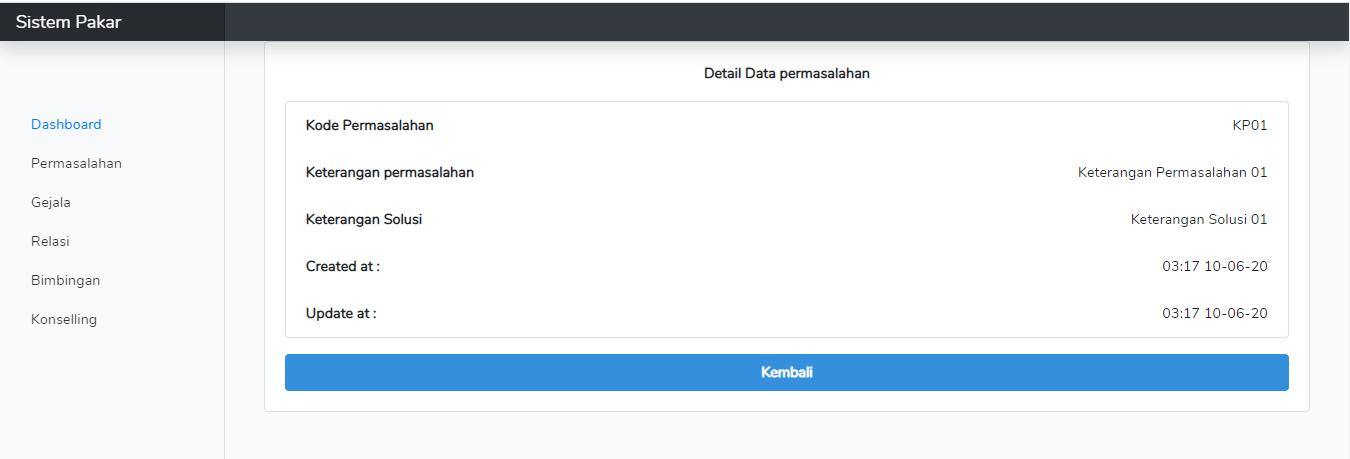 Sistem Pakar
Dashboard
Permasalahan
Gejala
Relasi
Bimbingan
Konselling
Detail Data permasalahan
Kode Permasalahan KP01
Keterangan permasalahan Keterangan Permasalahan 01
Keterangan Solusi Keterangan Solusi 01
Created at : 03:17 10-06-20
Update at : 03:17 10-06-20
Kembali